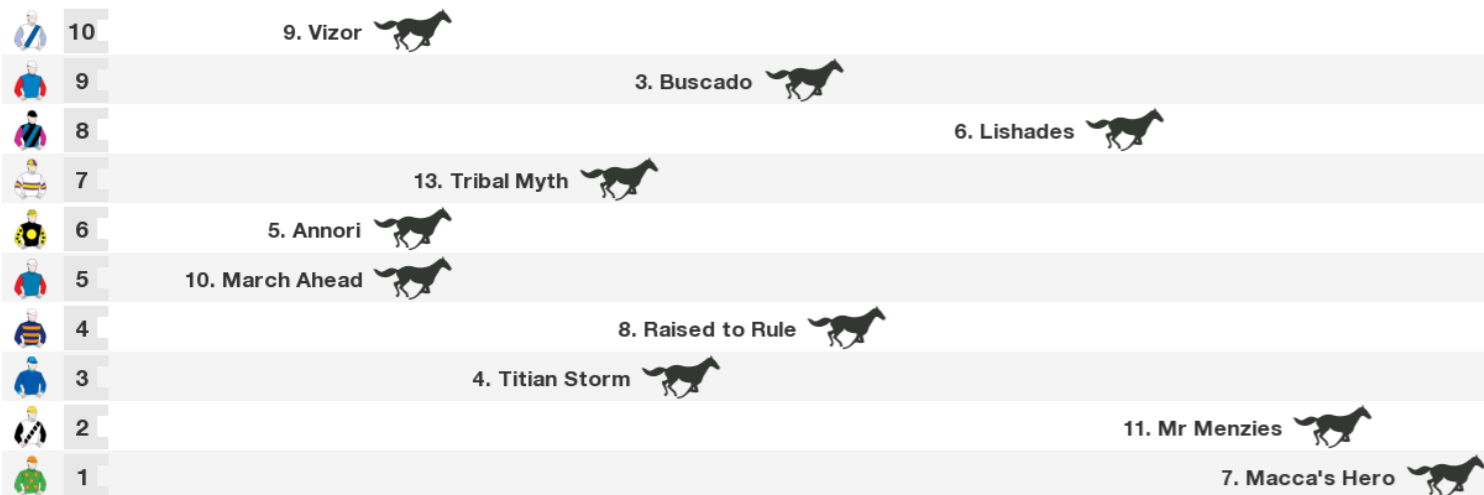 10 9. Vizor
9 3. Buscado
8 6. Lishades
7 13. Tribal Myth
6 5. Annori
5 10. March Ahead
4 8. Raised to Rule
3 4. Titian Storm
2 11. Mr Menzies
1 7. Macca's Hero